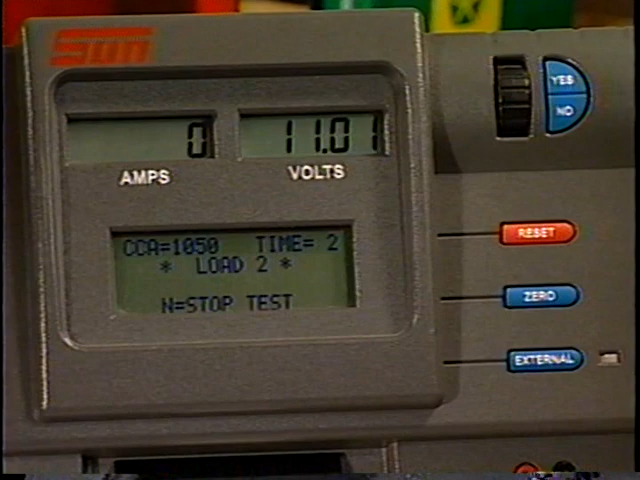 sun
YES
NO
0
11.01
AMPS
VOLTS
CCA=1050 TIME= 2
* LOAD 2 *
N=STOP TEST
RESET
ZERO
EXTERNAL